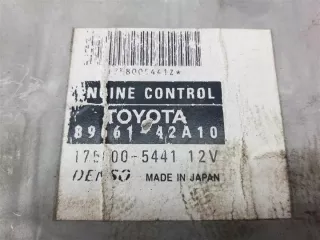 ENGINE CONTROL
TOYOTA
89661-42A10
175800-5441 12V
DENSO MADE IN JAPAN